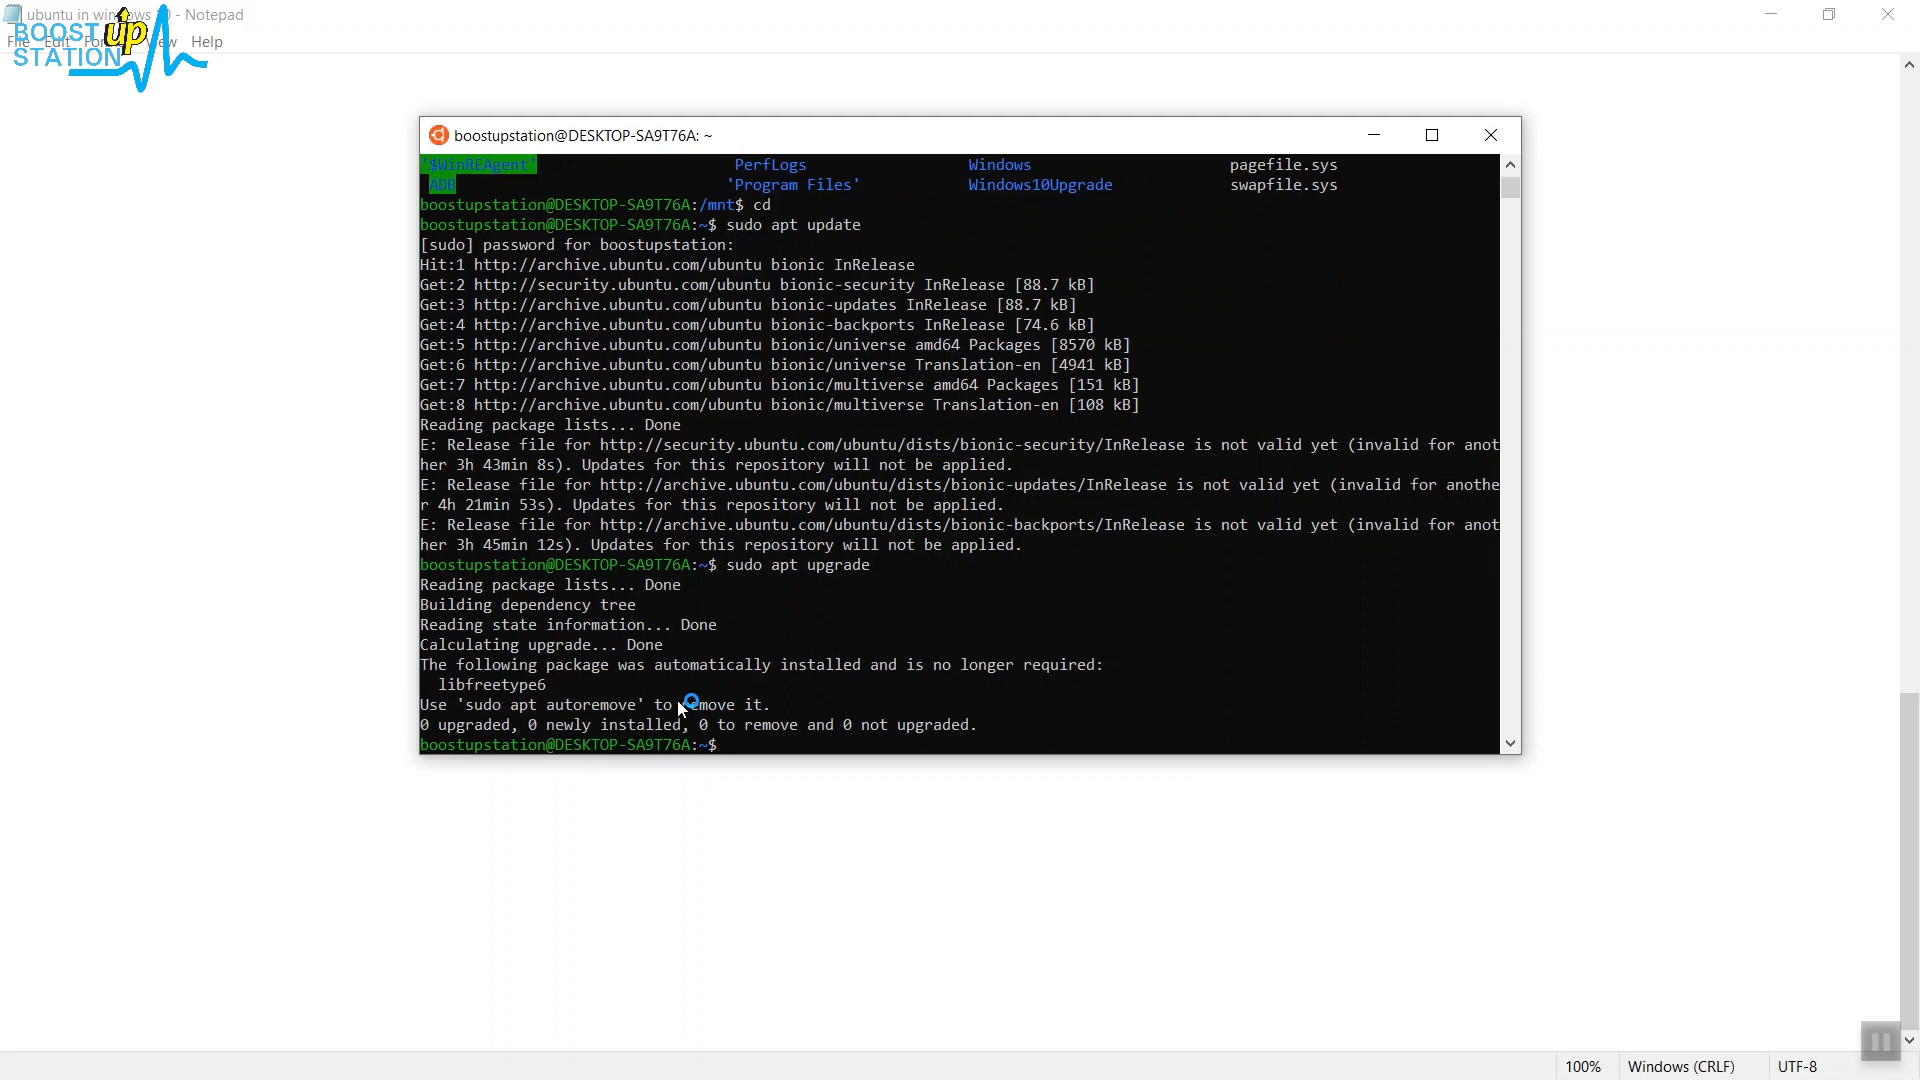 ubuntu in windows 10 - Notepad
BOOST up STATION
File Edit View Help
boostupstation@DESKTOP-SA9T76A: ~
'$WinREAgent' PerfLogs Windows pagefile.sys
ADB 'Program Files' Windows10Upgrade swapfile.sys
boostupstation@DESKTOP-SA9T76A:/mnt$ cd
boostupstation@DESKTOP-SA9T76A:~$ sudo apt update
[sudo] password for boostupstation:
Hit:1 http://archive.ubuntu.com/ubuntu bionic InRelease
Get:2 http://security.ubuntu.com/ubuntu bionic-security InRelease [88.7 kB]
Get:3 http://archive.ubuntu.com/ubuntu bionic-updates InRelease [88.7 kB]
Get:4 http://archive.ubuntu.com/ubuntu bionic-backports InRelease [74.6 kB]
Get:5 http://archive.ubuntu.com/ubuntu bionic/universe amd64 Packages [8570 kB]
Get:6 http://archive.ubuntu.com/ubuntu bionic/universe Translation-en [4941 kB]
Get:7 http://archive.ubuntu.com/ubuntu bionic/multiverse amd64 Packages [151 kB]
Get:8 http://archive.ubuntu.com/ubuntu bionic/multiverse Translation-en [108 kB]
Reading package lists... Done
E: Release file for http://security.ubuntu.com/ubuntu/dists/bionic-security/InRelease is not valid yet (invalid for anot
her 3h 43min 8s). Updates for this repository will not be applied.
E: Release file for http://archive.ubuntu.com/ubuntu/dists/bionic-updates/InRelease is not valid yet (invalid for anothe
r 4h 21min 53s). Updates for this repository will not be applied.
E: Release file for http://archive.ubuntu.com/ubuntu/dists/bionic-backports/InRelease is not valid yet (invalid for anot
her 3h 45min 12s). Updates for this repository will not be applied.
boostupstation@DESKTOP-SA9T76A:~$ sudo apt upgrade
Reading package lists... Done
Building dependency tree
Reading state information... Done
Calculating upgrade... Done
The following package was automatically installed and is no longer required:
libfreetype6
Use 'sudo apt autoremove' to remove it.
0 upgraded, 0 newly installed, 0 to remove and 0 not upgraded.
boostupstation@DESKTOP-SA9T76A:~$
100% Windows (CRLF) UTF-8